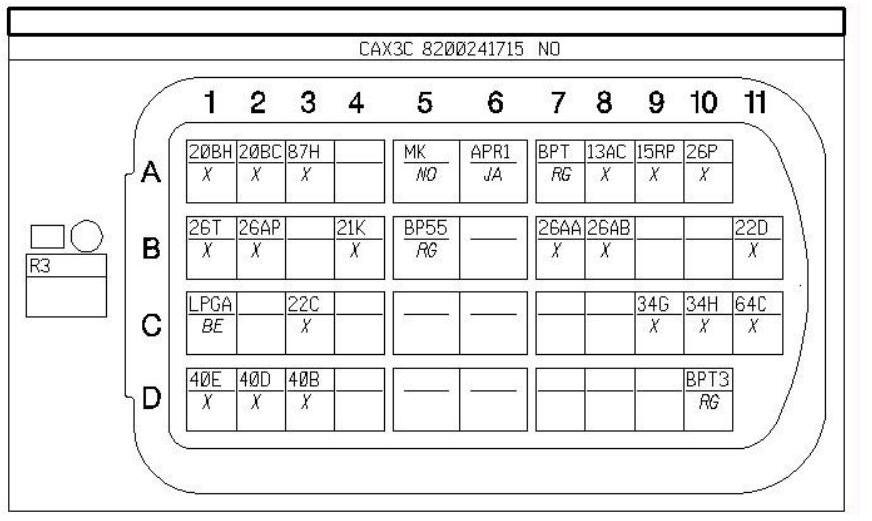 CAX3C 8200241715 NO
1 2 3 4 5 6 7 8 9 10 11
A 20BH 20BC 87H MK APR1 BPT 13AC 15RP 26P
X X X NO JA RG X X X
B 26T 26AP 21K BP55 26AA 26AB 22D
X X X RG X X X
R3
C LPGA 22C 34G 34H 64C
BE X X X X
D 40E 40D 40B BPT3
X X X RG